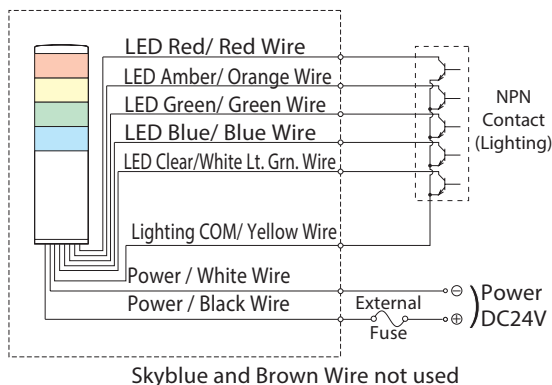 LED Red/ Red Wire
LED Amber/ Orange Wire
LED Green/ Green Wire
LED Blue/ Blue Wire
LED Clear/White Lt. Grn. Wire
Lighting COM/ Yellow Wire
Power / White Wire
Power / Black Wire
NPN
Contact
(Lighting)
External
Fuse
⊖
⊕
Power
DC24V
Skyblue and Brown Wire not used